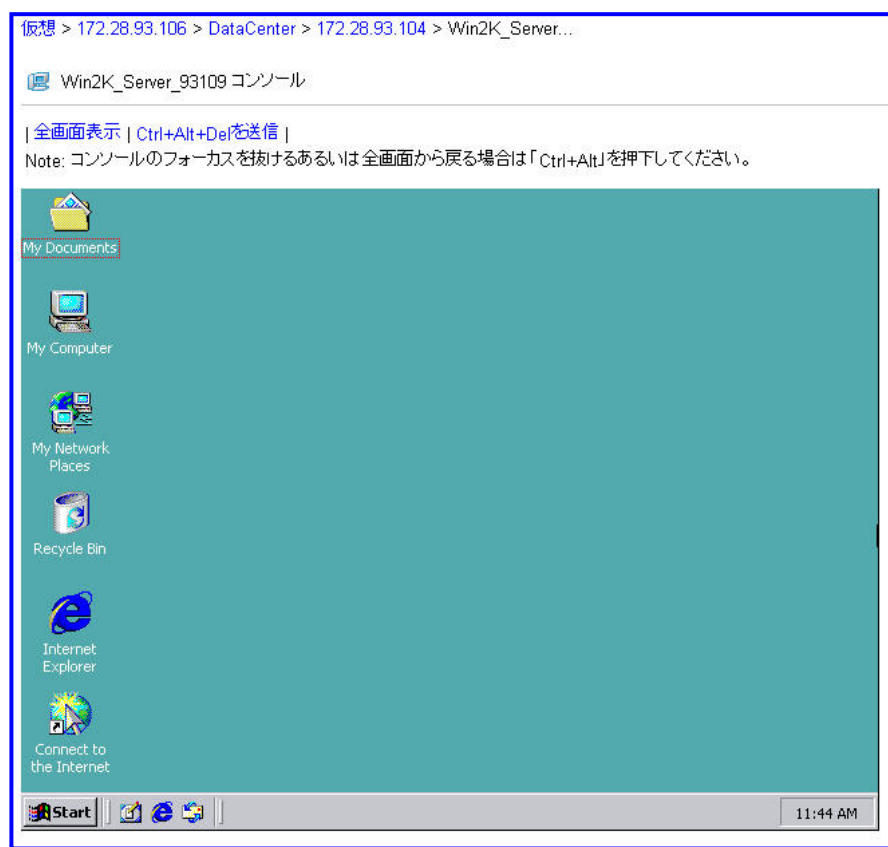 仮想 > 172.28.93.106 > DataCenter > 172.28.93.104 > Win2K_Server...
Win2K_Server_93109 コンソール
| 全画面表示 | Ctrl+Alt+Delを送信 |
Note: コンソールのフォーカスを抜けるあるいは全画面から戻る場合は「Ctrl+Alt」を押下してください。
My Documents
My Computer
My Network
Places
Recycle Bin
Internet
Explorer
Connect to
the Internet
Start
11:44 AM